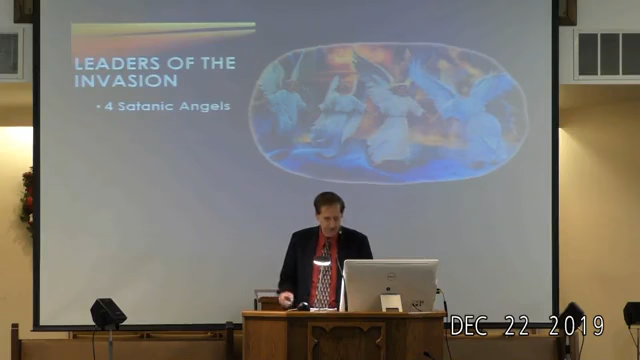 LEADERS OF THE
INVASION
• 4 Satanic Angels
DEC 22 2019